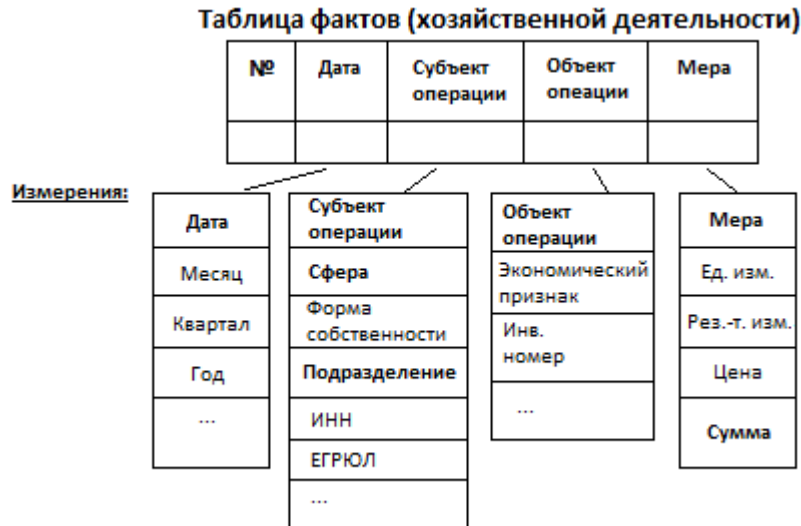 Таблица фактов (хозяйственной деятельности)
№ Дата Субъект операции Объект опеации Мера
Измерения:
Дата
Месяц
Квартал
Год
...
Субъект
операции
Сфера
Форма
собственности
Подразделение
ИНН
ЕГРЮЛ
...
Объект
операции
Экономический
признак
Инв.
номер
...
Мера
Ед. изм.
Рез.-т. изм.
Цена
Сумма